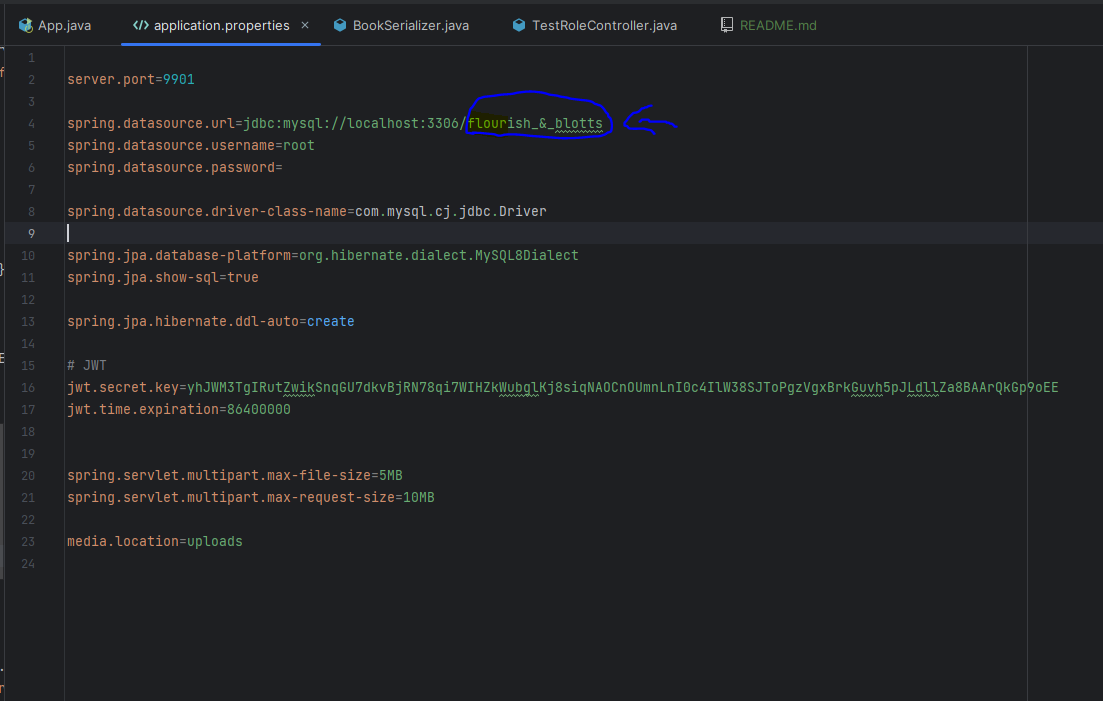 App.java
application.properties
BookSerializer.java
TestRoleController.java
README.md
1
2 server.port=9901
3
4 spring.datasource.url=jdbc:mysql://localhost:3306/flourish_&_blotts
5 spring.datasource.username=root
6 spring.datasource.password=
7
8 spring.datasource.driver-class-name=com.mysql.cj.jdbc.Driver
9
10 spring.jpa.database-platform=org.hibernate.dialect.MySQL8Dialect
11 spring.jpa.show-sql=true
12
13 spring.jpa.hibernate.ddl-auto=create
14
15 # JWT
16 jwt.secret.key=yhJWM3TgIRutZwikSnqGU7dkvBjRN78qi7WIHZkWubglKj8siqNAOCnOUmnLnI0c4IlW38SJToPgzVgxBrkGuvh5pJLdllZa8BAArQkGp9oEE
17 jwt.time.expiration=86400000
18
19
20 spring.servlet.multipart.max-file-size=5MB
21 spring.servlet.multipart.max-request-size=10MB
22
23 media.location=uploads
24